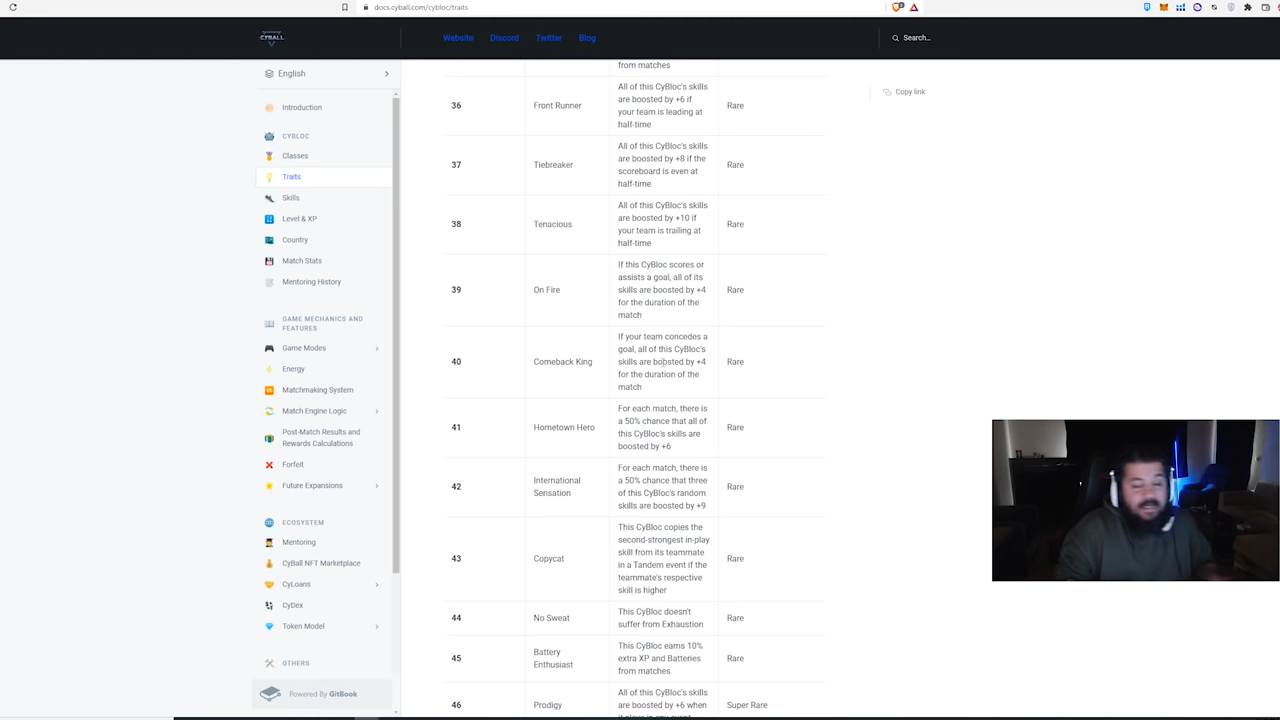 docs.cyball.com/cybloc/traits
CYBALL
Website
Discord
Twitter
Blog
Search...
English
Introduction
CYBLOC
Classes
Traits
Skills
Level & XP
Country
Match Stats
Mentoring History
GAME MECHANICS AND
FEATURES
Game Modes
Energy
Matchmaking System
Match Engine Logic
Post-Match Results and
Rewards Calculations
Forfeit
Future Expansions
ECOSYSTEM
Mentoring
CyBall NFT Marketplace
CyLoans
CyDex
Token Model
OTHERS
Powered By GitBook
from matches
36
Front Runner
All of this CyBloc's skills
are boosted by +6 if
your team is leading at
half-time
Rare
37
Tiebreaker
All of this CyBloc's skills
are boosted by +8 if the
scoreboard is even at
half-time
Rare
38
Tenacious
All of this CyBloc's skills
are boosted by +10 if
your team is trailing at
half-time
Rare
39
On Fire
If this CyBloc scores or
assists a goal, all of its
skills are boosted by +4
for the duration of the
match
Rare
40
Comeback King
If your team concedes a
goal, all of this CyBloc's
skills are boosted by +4
for the duration of the
match
Rare
41
Hometown Hero
For each match, there is
a 50% chance that all of
this CyBloc's skills are
boosted by +6
Rare
42
International
Sensation
For each match, there is
a 50% chance that three
of this CyBloc's random
skills are boosted by +9
Rare
43
Copycat
This CyBloc copies the
second-strongest in-play
skill from its teammate
in a Tandem event if the
teammate's respective
skill is higher
Rare
44
No Sweat
This CyBloc doesn't
suffer from Exhaustion
Rare
45
Battery
Enthusiast
This CyBloc earns 10%
extra XP and Batteries
from matches
Rare
46
Prodigy
All of this CyBloc's skills
are boosted by +6 when
Super Rare
Copy link